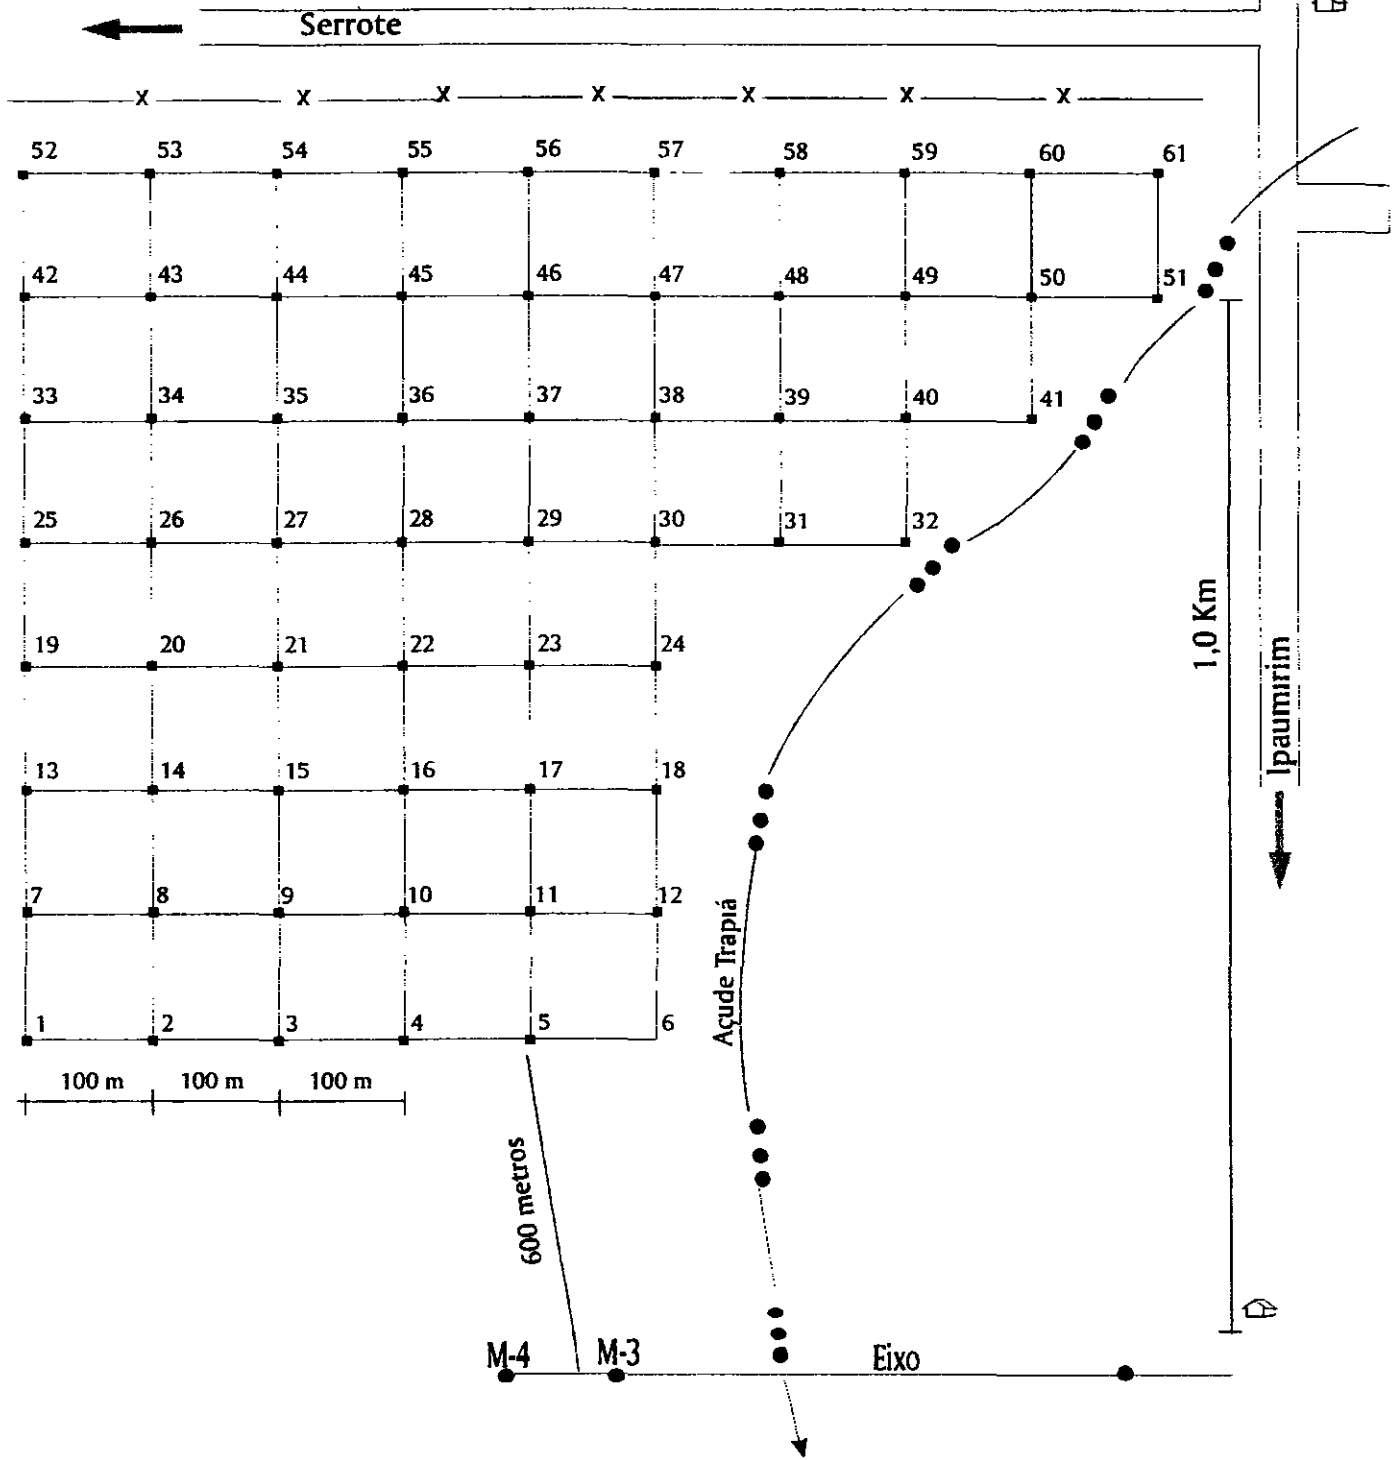 Serrote
X X X X X X X
52 53 54 55 56 57 58 59 60 61
42 43 44 45 46 47 48 49 50 51
33 34 35 36 37 38 39 40 41
25 26 27 28 29 30 31 32
19 20 21 22 23 24
1,0 Km
Ipaumirim
13 14 15 16 17 18
7 8 9 10 11 12
Açude Trapiá
1 2 3 4 5 6
100 m 100 m 100 m
600 metros
M-4 M-3 Eixo